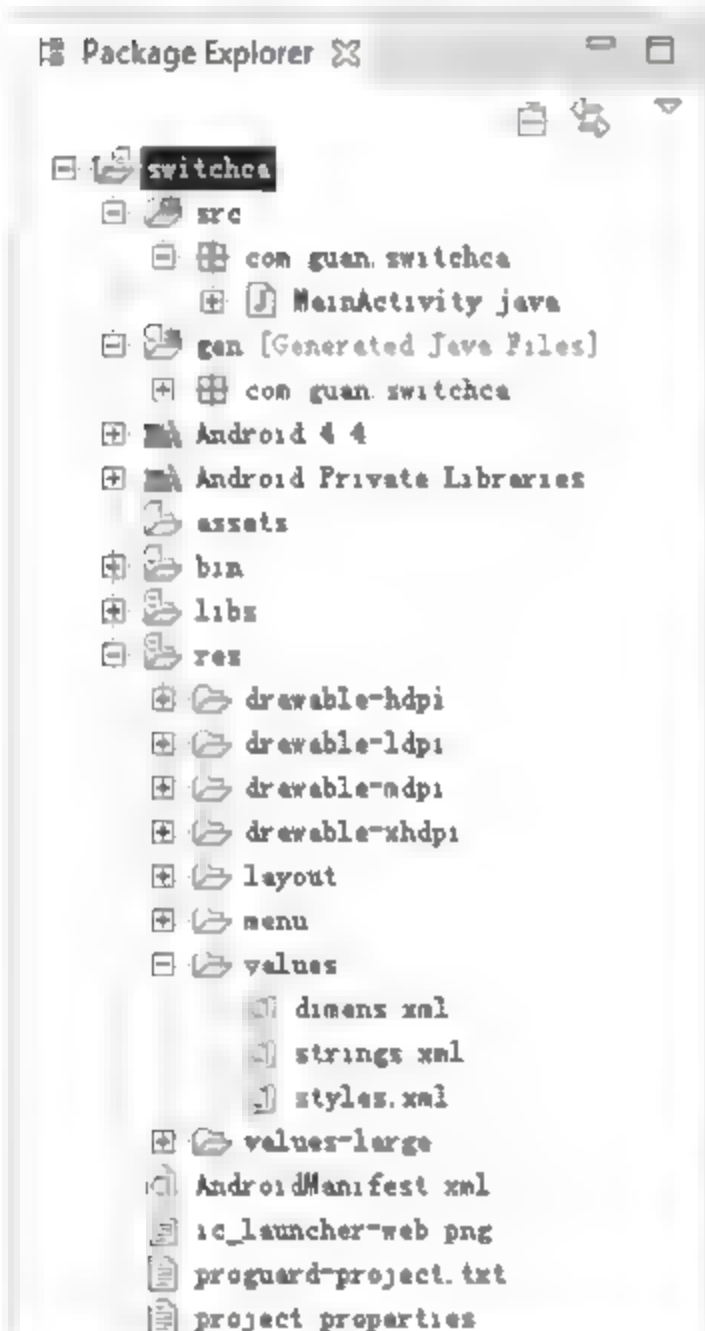 Package Explorer
switchca
src
com guan.switchca
MainActivity java
gen [Generated Java Files]
com guan.switchca
Android 4 4
Android Private Libraries
assets
bin
libs
res
drawable-hdpi
drawable-ldpi
drawable-mdpi
drawable-xhdpi
layout
menu
values
dimens xml
strings xml
styles.xml
values-large
AndroidManifest xml
ic_launcher-web png
proguard-project.txt
project properties